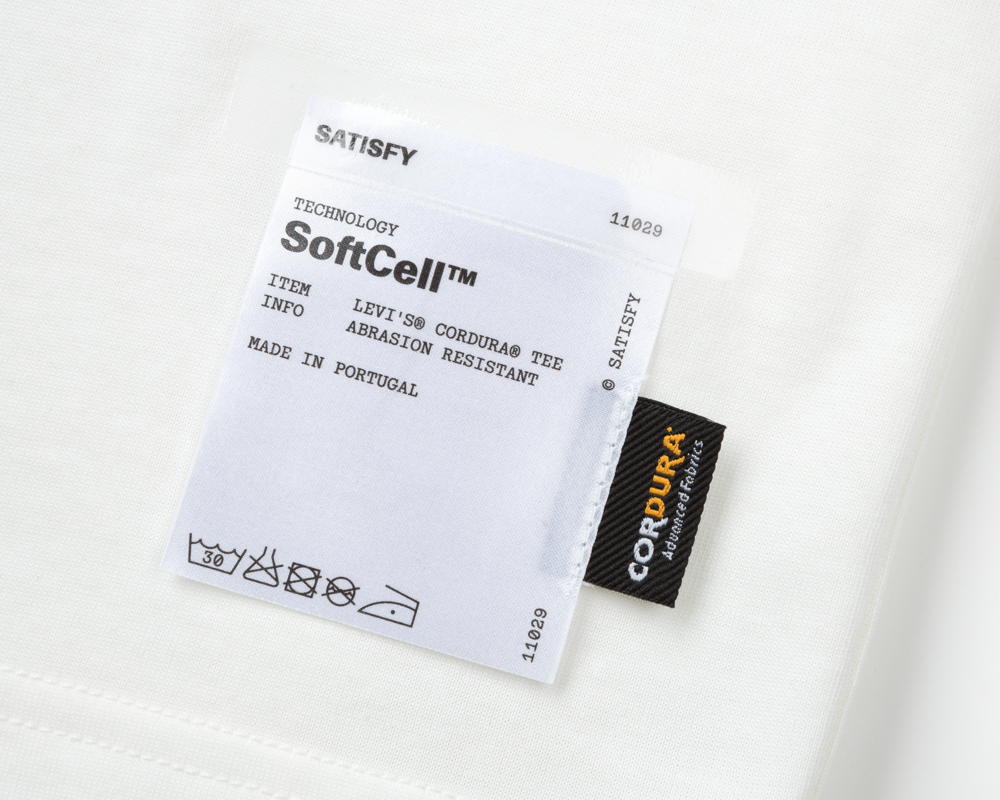 SATISFY
11029
TECHNOLOGY
SoftCell™
ITEM LEVI'S® CORDURA® TEE
INFO ABRASION RESISTANT
MADE IN PORTUGAL
© SATISFY
30
11029
CORDURA
Advanced Fabrics